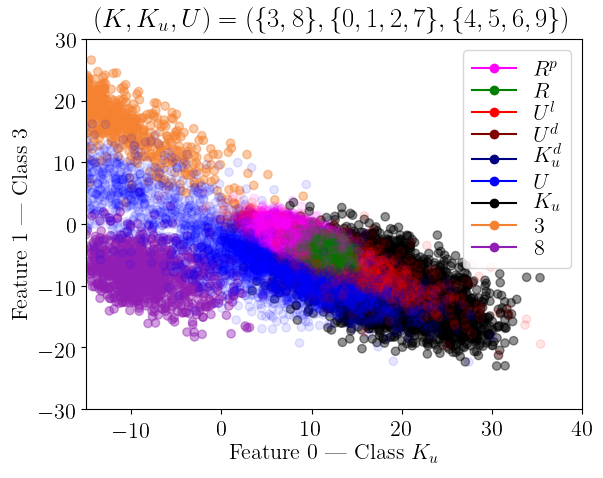 (K, K_u, U) = ({3, 8}, {0, 1, 2, 7}, {4, 5, 6, 9})
30
20
10
0
−10
−20
−30
Feature 1 — Class 3
R^p
R
U^l
U^d
K_u^d
U
K_u
3
8
−10
0
10
20
30
40
Feature 0 — Class K_u